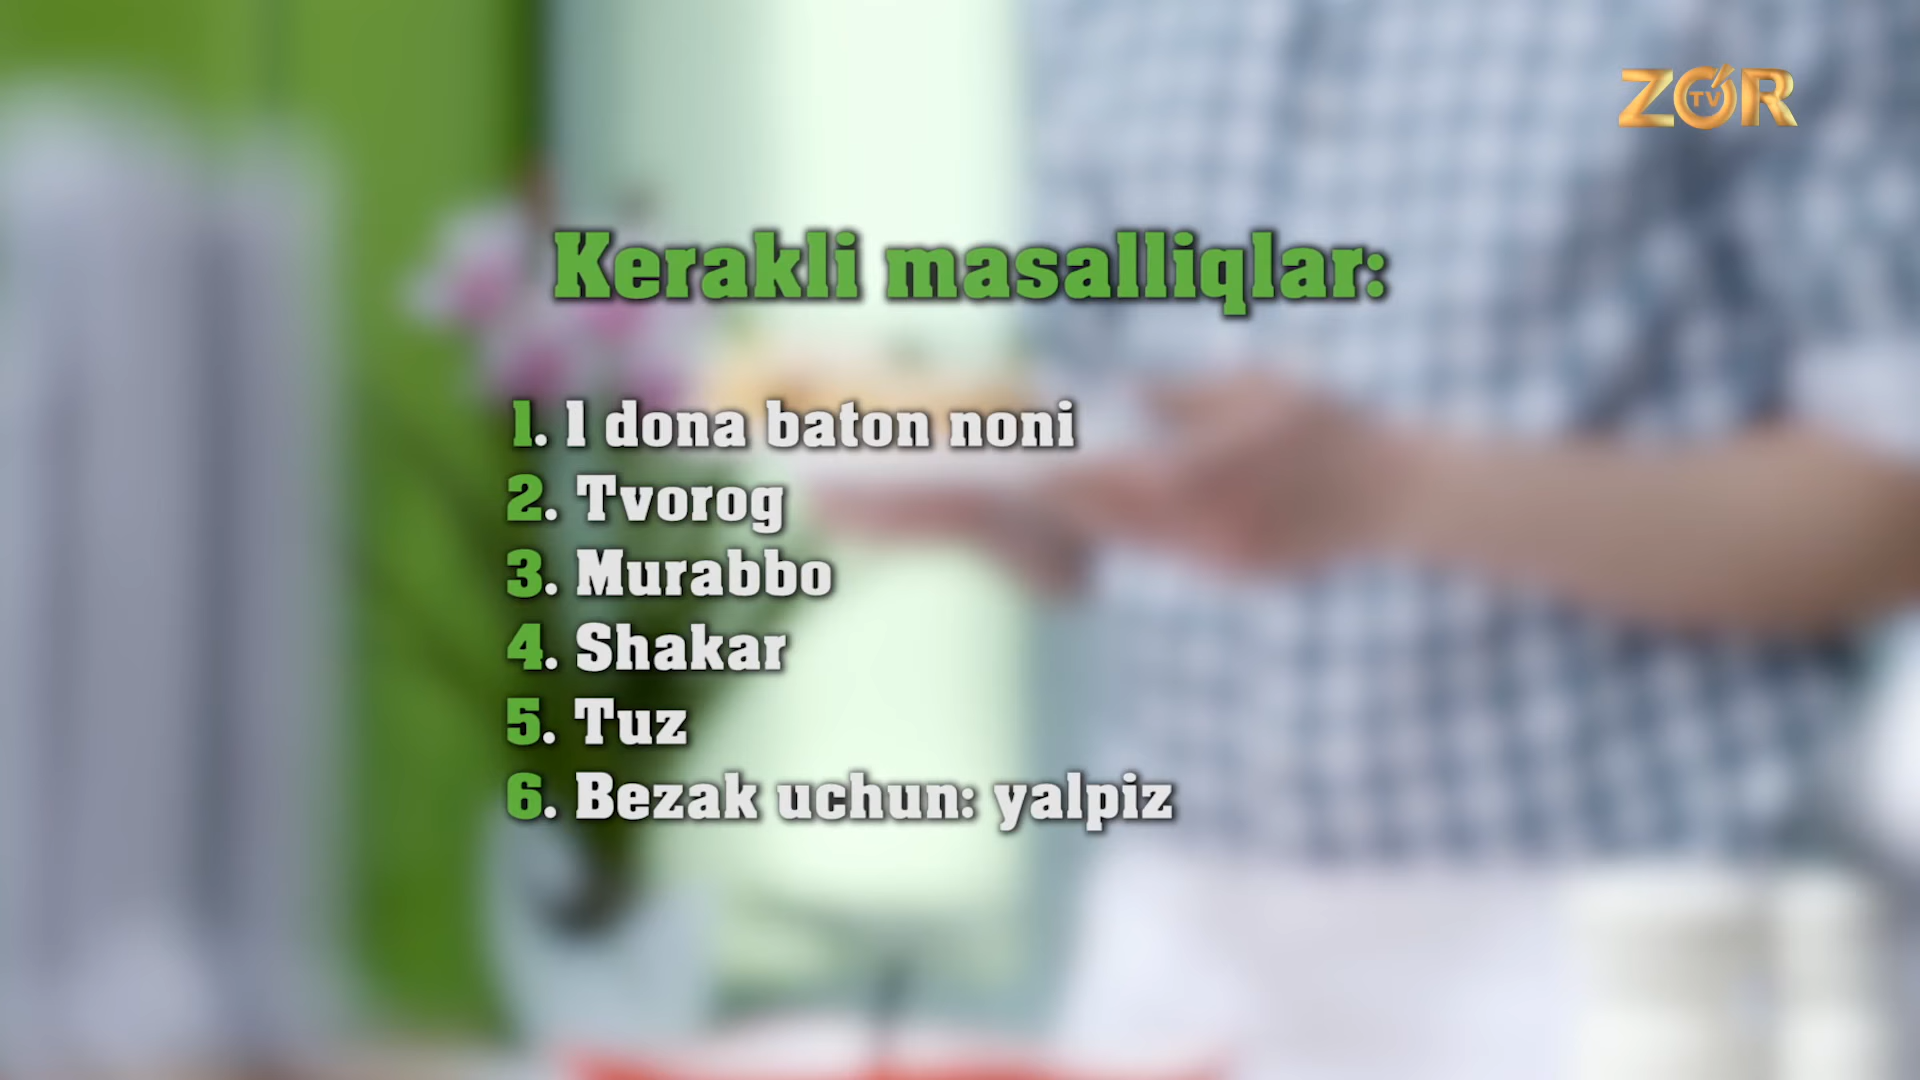 ZO'R
TV
Kerakli masalliqlar:
1. 1 dona baton noni
2. Tvorog
3. Murabbo
4. Shakar
5. Tuz
6. Bezak uchun: yalpiz